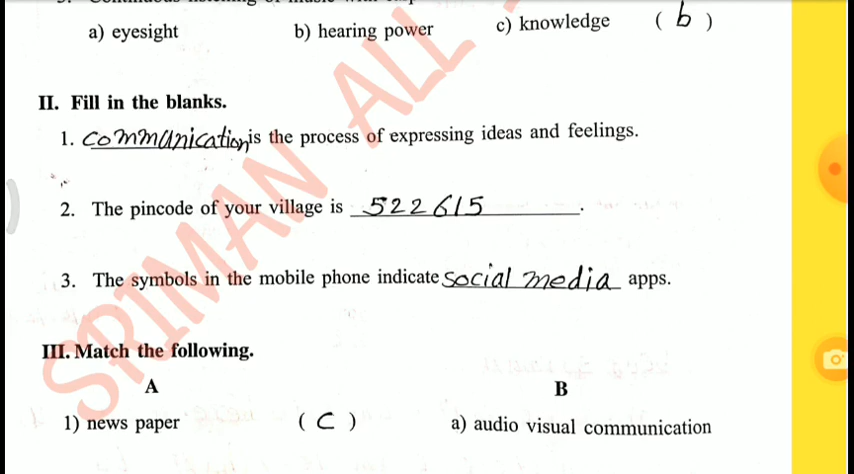 a) eyesight b) hearing power c) knowledge ( b )
II. Fill in the blanks.
1. Communication is the process of expressing ideas and feelings.
2. The pincode of your village is 522615.
3. The symbols in the mobile phone indicate social media apps.
III. Match the following.
A B
1) news paper ( C ) a) audio visual communication
SRIMAN ALL